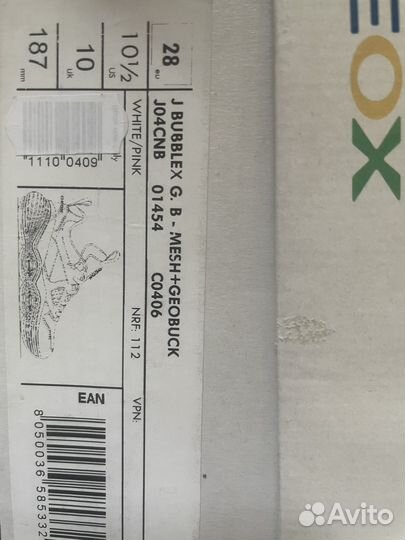 EOX
28 eu
10½ US
10 uk
187 mm
J BUBBLEX G. B - MESH+GEOBUCK
J04CNB 01454 C0406
WHITE/PINK NRF: 112 VPN:
"1110"0409"
EAN
8 050036 585332
Avito